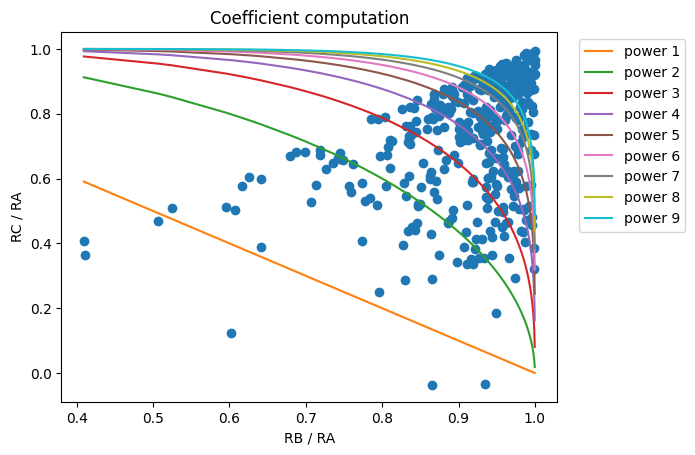 Coefficient computation
RC / RA
1.0
0.8
0.6
0.4
0.2
0.0
0.4
0.5
0.6
0.7
0.8
0.9
1.0
RB / RA
power 1
power 2
power 3
power 4
power 5
power 6
power 7
power 8
power 9